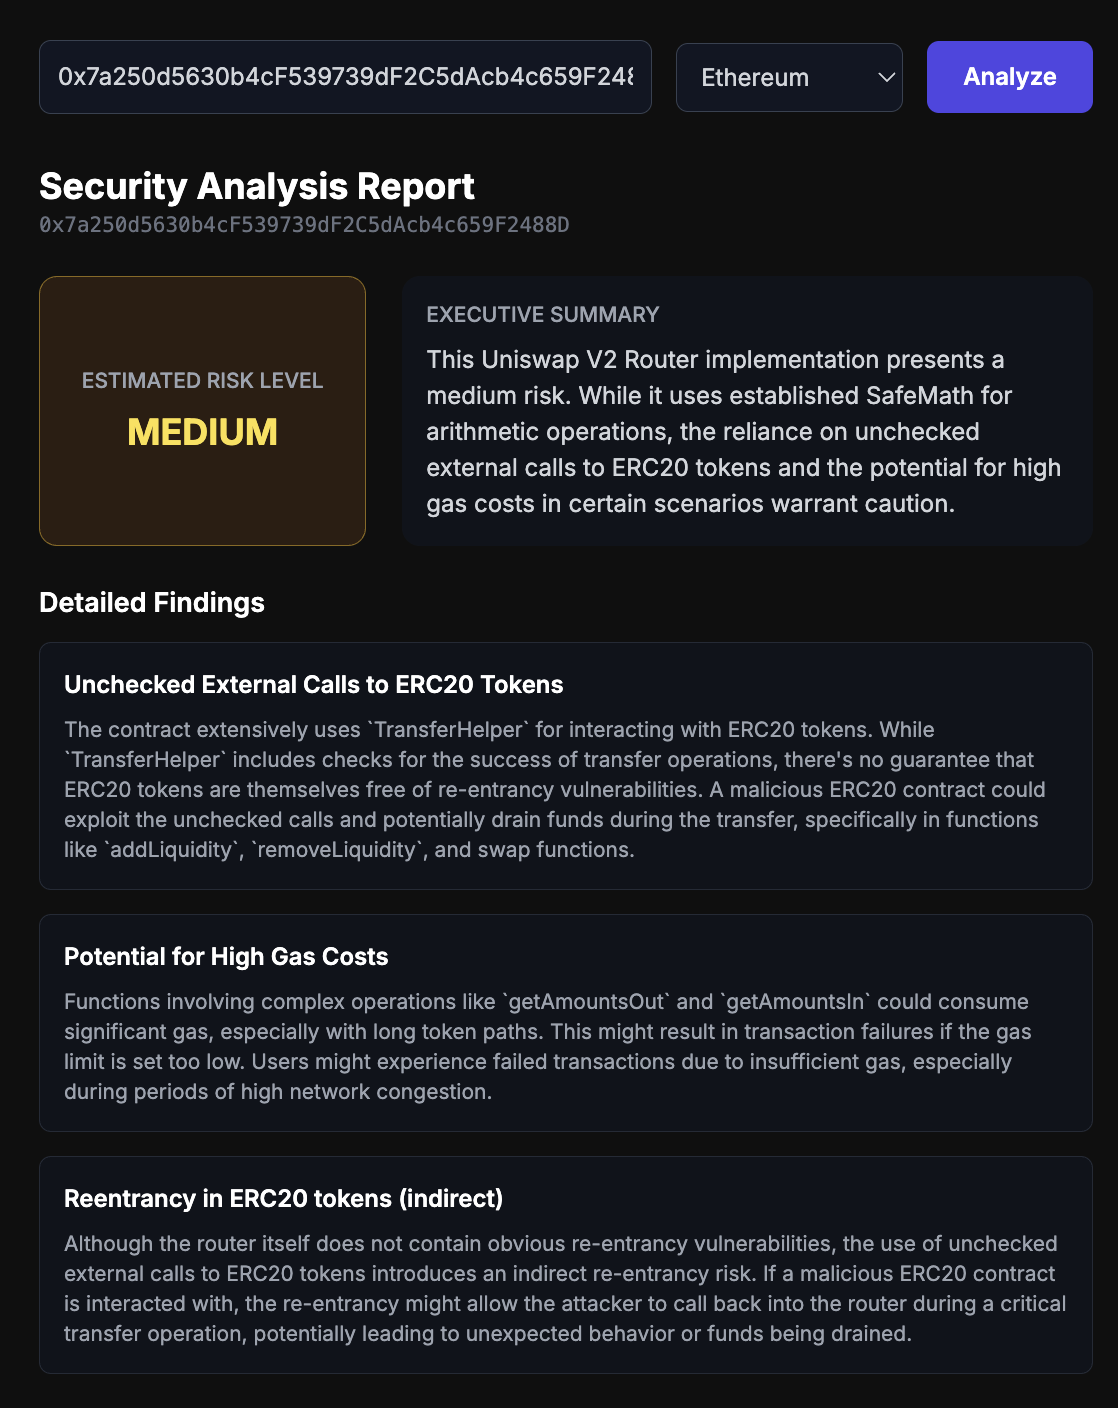 0x7a250d5630b4cF539739dF2C5dAcb4c659F248
Ethereum
Analyze
Security Analysis Report
0x7a250d5630b4cF539739dF2C5dAcb4c659F2488D
ESTIMATED RISK LEVEL
MEDIUM
EXECUTIVE SUMMARY
This Uniswap V2 Router implementation presents a
medium risk. While it uses established SafeMath for
arithmetic operations, the reliance on unchecked
external calls to ERC20 tokens and the potential for high
gas costs in certain scenarios warrant caution.
Detailed Findings
Unchecked External Calls to ERC20 Tokens
The contract extensively uses `TransferHelper` for interacting with ERC20 tokens. While
`TransferHelper` includes checks for the success of transfer operations, there's no guarantee that
ERC20 tokens are themselves free of re-entrancy vulnerabilities. A malicious ERC20 contract could
exploit the unchecked calls and potentially drain funds during the transfer, specifically in functions
like `addLiquidity`, `removeLiquidity`, and swap functions.
Potential for High Gas Costs
Functions involving complex operations like `getAmountsOut` and `getAmountsIn` could consume
significant gas, especially with long token paths. This might result in transaction failures if the gas
limit is set too low. Users might experience failed transactions due to insufficient gas, especially
during periods of high network congestion.
Reentrancy in ERC20 tokens (indirect)
Although the router itself does not contain obvious re-entrancy vulnerabilities, the use of unchecked
external calls to ERC20 tokens introduces an indirect re-entrancy risk. If a malicious ERC20 contract
is interacted with, the re-entrancy might allow the attacker to call back into the router during a critical
transfer operation, potentially leading to unexpected behavior or funds being drained.